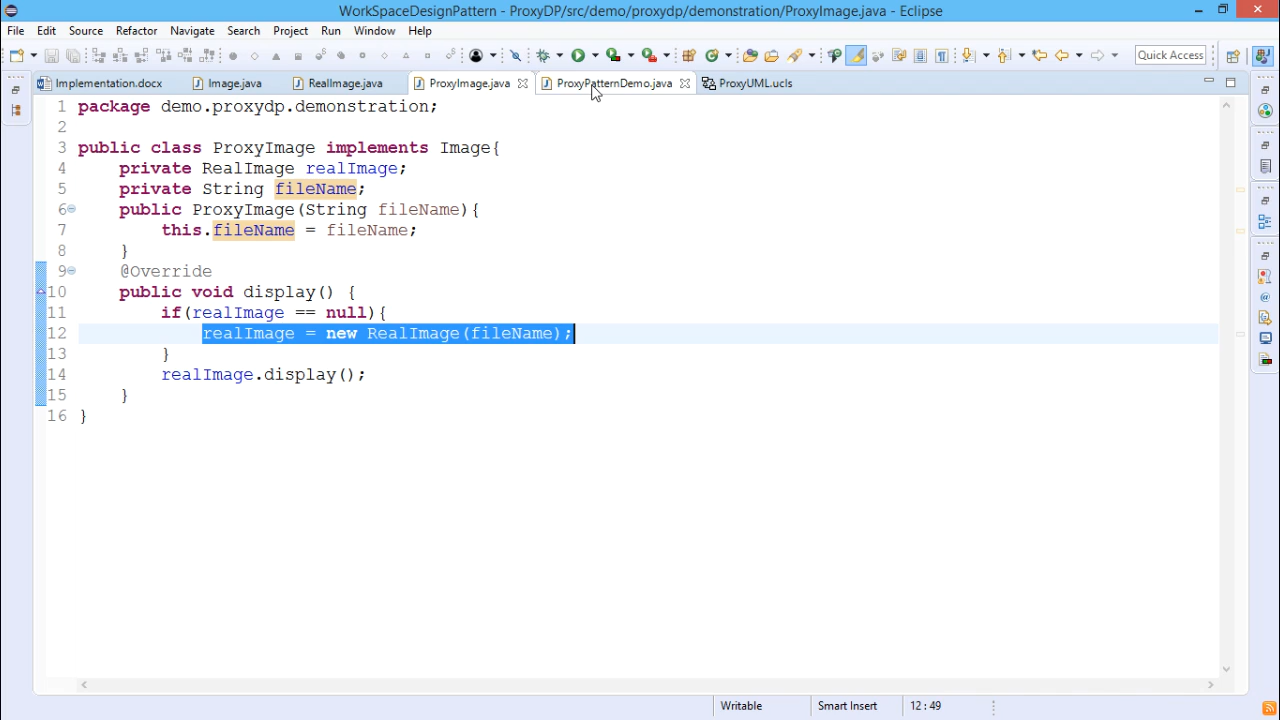 WorkSpaceDesignPattern - ProxyDP/src/demo/proxydp/demonstration/ProxyImage.java - Eclipse
File Edit Source Refactor Navigate Search Project Run Window Help
Quick Access
Implementation.docx Image.java RealImage.java ProxyImage.java ProxyPatternDemo.java ProxyUML.ucls
1 package demo.proxydp.demonstration;
2
3 public class ProxyImage implements Image{
4 private RealImage realImage;
5 private String fileName;
6 public ProxyImage(String fileName){
7 this.fileName = fileName;
8 }
9 @Override
10 public void display() {
11 if(realImage == null){
12 realImage = new RealImage(fileName);
13 }
14 realImage.display();
15 }
16 }
Writable Smart Insert 12 : 49